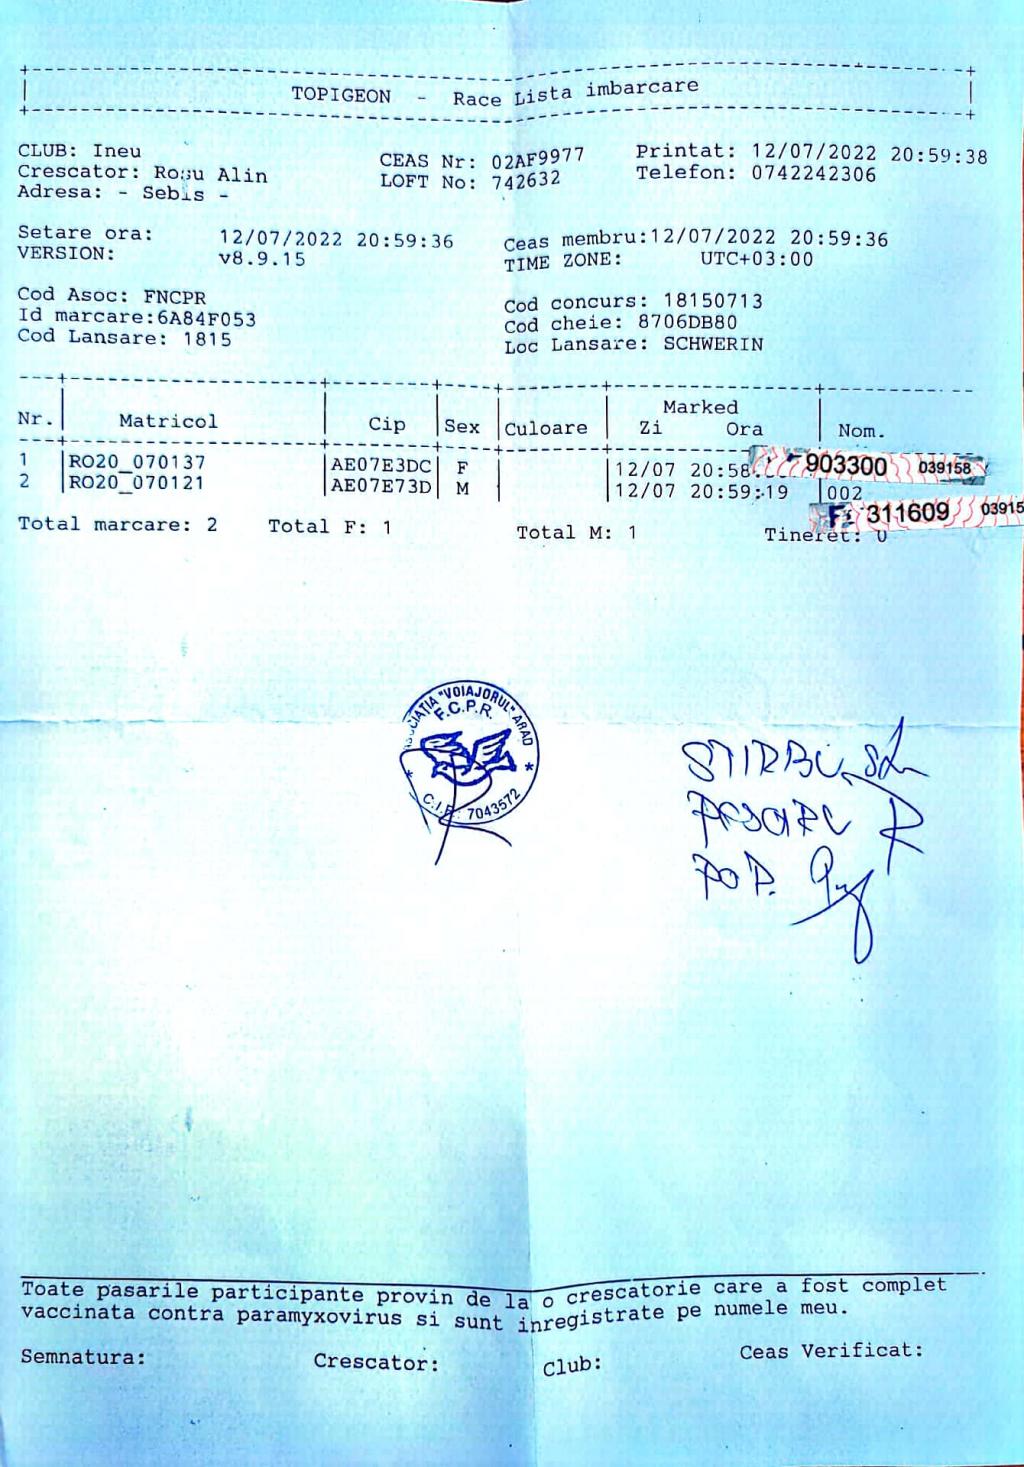 TOPIGEON - Race Lista imbarcare
CLUB: Ineu
Crescator: Rosu Alin
Adresa: - Sebis -
CEAS Nr: 02AF9977
LOFT No: 742632
Printat: 12/07/2022 20:59:38
Telefon: 0742242306
Setare ora: 12/07/2022 20:59:36
VERSION: v8.9.15
Ceas membru:12/07/2022 20:59:36
TIME ZONE: UTC+03:00
Cod Asoc: FNCPR
Id marcare:6A84F053
Cod Lansare: 1815
Cod concurs: 18150713
Cod cheie: 8706DB80
Loc Lansare: SCHWERIN
Nr. Matricol Cip Sex Culoare Marked Nom.
Zi Ora
1 RO20_070137 AE07E3DC F 12/07 20:58 903300 039158
2 RO20_070121 AE07E73D M 12/07 20:59:19 002
F: 311609 03915
Total marcare: 2 Total F: 1 Total M: 1 Tineret: 0
ASOCIATIA "VOIAJORUL" ARAD
F.C.P.R.
7043572
POP.
Toate pasarile participante provin de la o crescatorie care a fost complet
vaccinata contra paramyxovirus si sunt inregistrate pe numele meu.
Semnatura: Crescator: Club: Ceas Verificat: